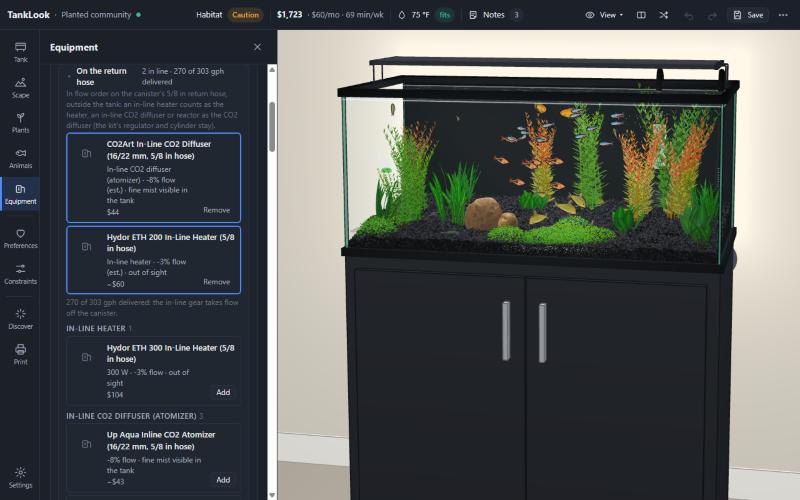 TankLook · Planted community
Habitat Caution $1,723 · $60/mo · 69 min/wk 75 °F fits Notes 3 View Save
Tank
Scape
Plants
Animals
Equipment
Preferences
Constraints
Discover
Print
Settings
Equipment
On the return hose
2 in line · 270 of 303 gph delivered
In flow order on the canister's 5/8 in return hose,
outside the tank: an in-line heater counts as the
heater, an in-line CO2 diffuser or reactor as the CO2
diffuser (the kit's regulator and cylinder stay).
CO2Art In-Line CO2 Diffuser
(16/22 mm, 5/8 in hose)
In-line CO2 diffuser
(atomizer) · -8% flow
(est.) · fine mist visible in
the tank
$44 Remove
Hydor ETH 200 In-Line Heater (5/8
in hose)
In-line heater · -3% flow
(est.) · out of sight
~$60 Remove
270 of 303 gph delivered: the in-line gear takes flow
off the canister.
IN-LINE HEATER 1
Hydor ETH 300 In-Line Heater (5/8
in hose)
300 W · -3% flow · out of
sight
$104 Add
IN-LINE CO2 DIFFUSER (ATOMIZER) 3
Up Aqua Inline CO2 Atomizer
(16/22 mm, 5/8 in hose)
-8% flow · fine mist visible in
the tank
~$43 Add